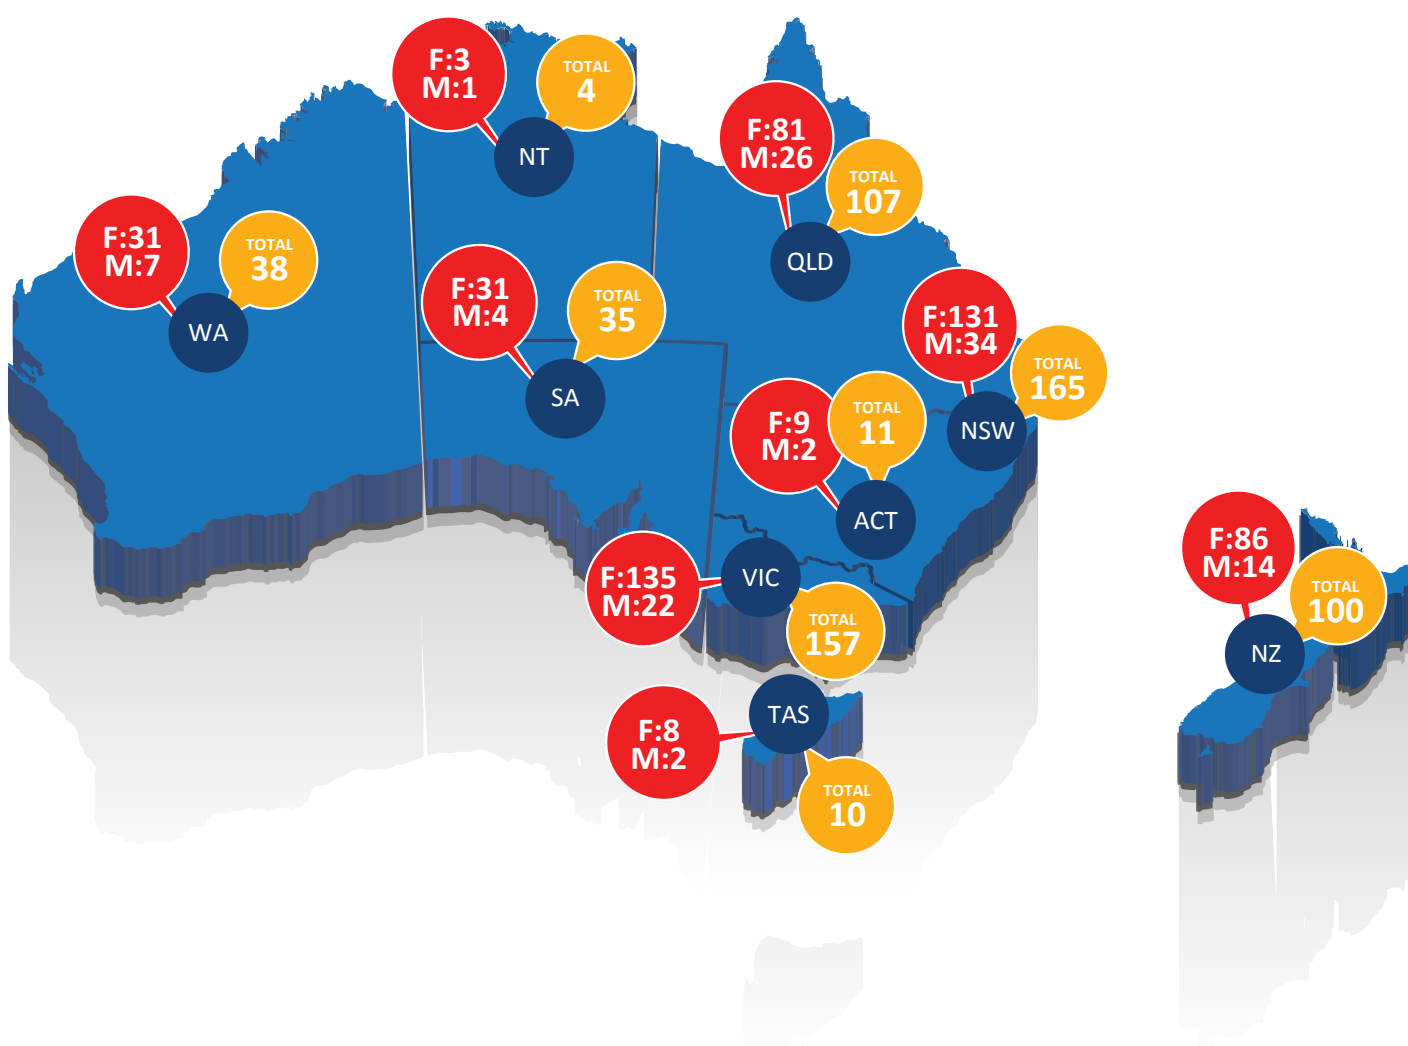 F:3
M:1
TOTAL
4
NT
F:81
M:26
TOTAL
107
QLD
F:31
M:7
TOTAL
38
WA
F:31
M:4
TOTAL
35
SA
F:131
M:34
TOTAL
165
NSW
F:9
M:2
TOTAL
11
ACT
F:135
M:22
VIC
TOTAL
157
F:86
M:14
TOTAL
100
NZ
F:8
M:2
TAS
TOTAL
10